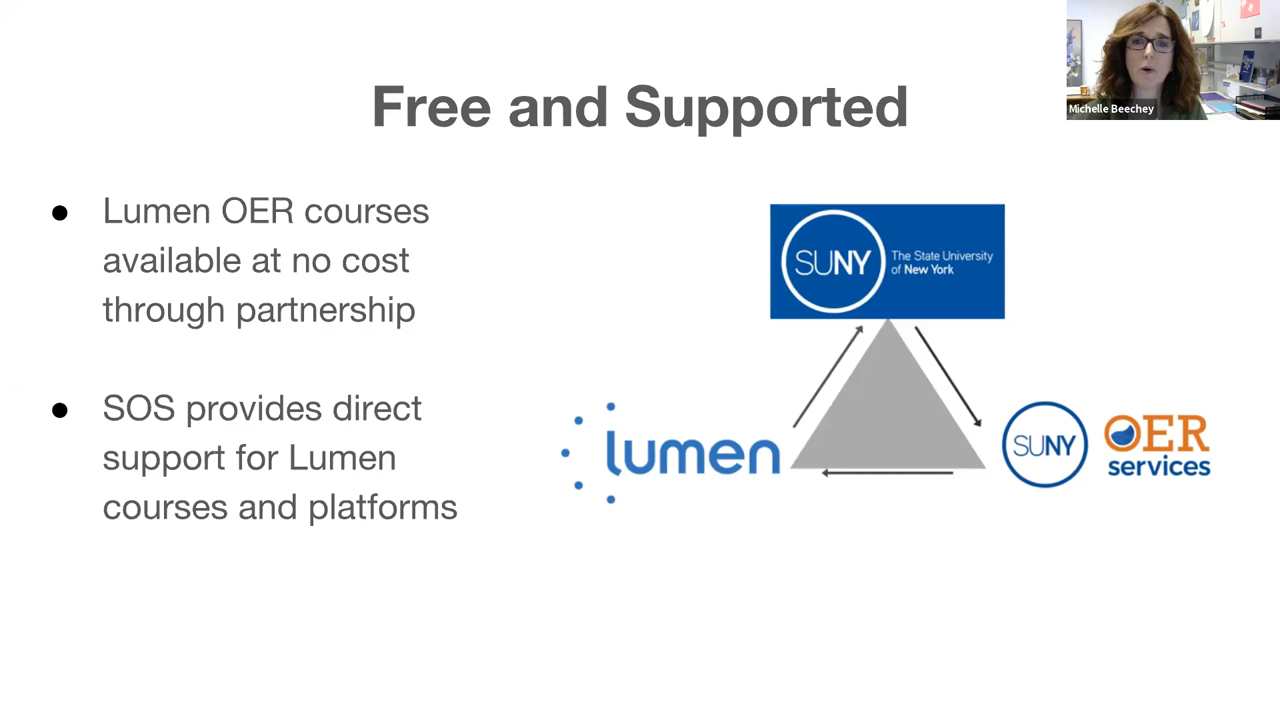 Michelle Beechey
Free and Supported
● Lumen OER courses
available at no cost
through partnership
● SOS provides direct
support for Lumen
courses and platforms
SUNY
The State University
of New York
lumen
SUNY
OER
services